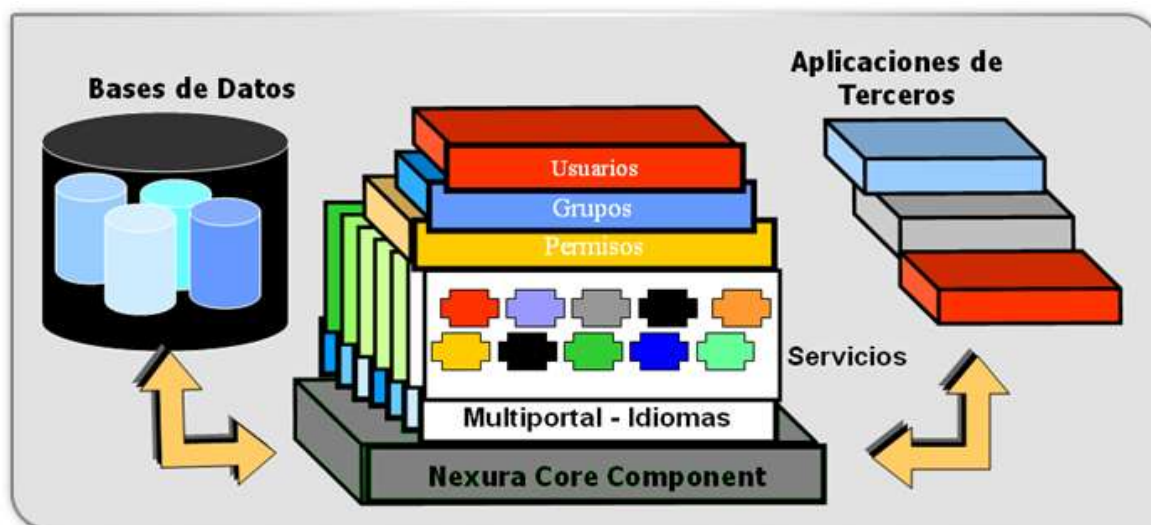 Bases de Datos
Aplicaciones de
Terceros
Usuarios
Grupos
Permisos
Servicios
Multiportal - Idiomas
Nexura Core Component